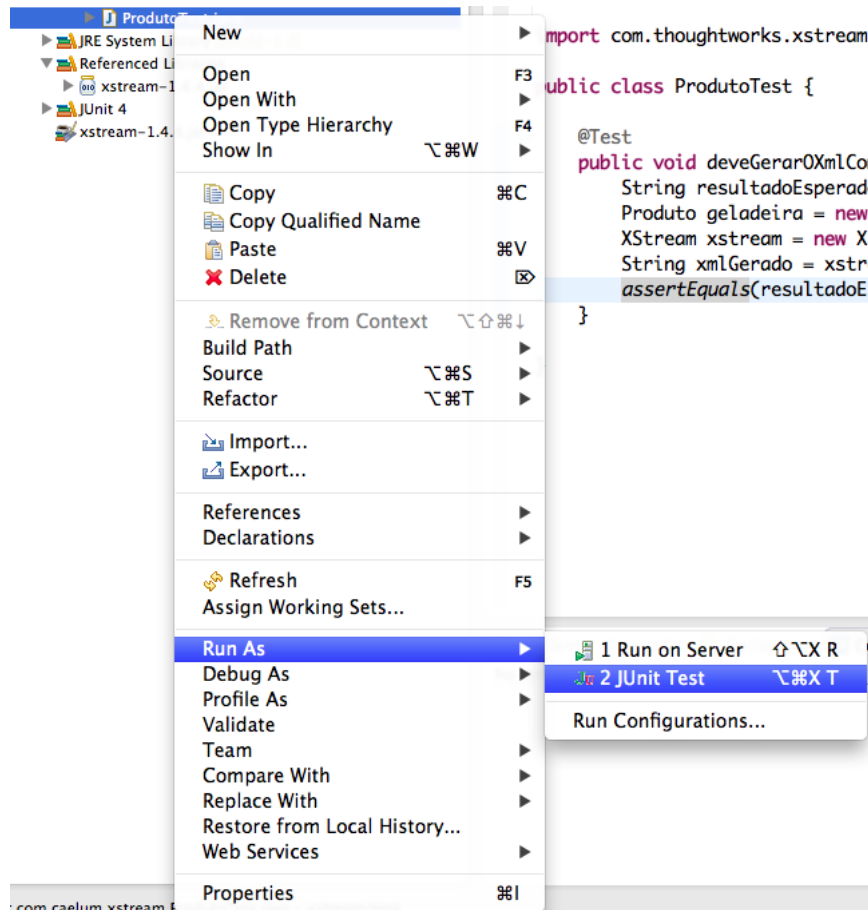 ProdutoTest.j
JRE System Li
Referenced Li
xstream-1
JUnit 4
xstream-1.4.
New
Open F3
Open With
Open Type Hierarchy F4
Show In ⌥⌘W
Copy ⌘C
Copy Qualified Name
Paste ⌘V
Delete ⌦
Remove from Context ⌥⇧⌘↓
Build Path
Source ⌥⌘S
Refactor ⌥⌘T
Import...
Export...
References
Declarations
Refresh F5
Assign Working Sets...
Run As
Debug As
Profile As
Validate
Team
Compare With
Replace With
Restore from Local History...
Web Services
Properties ⌘I
1 Run on Server ⇧⌥X R
2 JUnit Test ⌥⌘X T
Run Configurations...
mport com.thoughtworks.xstream
ublic class ProdutoTest {
@Test
public void deveGerarOXmlCo
String resultadoEsperad
Produto geladeira = new
XStream xstream = new X
String xmlGerado = xstr
assertEquals(resultadoE
}
com.caelum.xstream